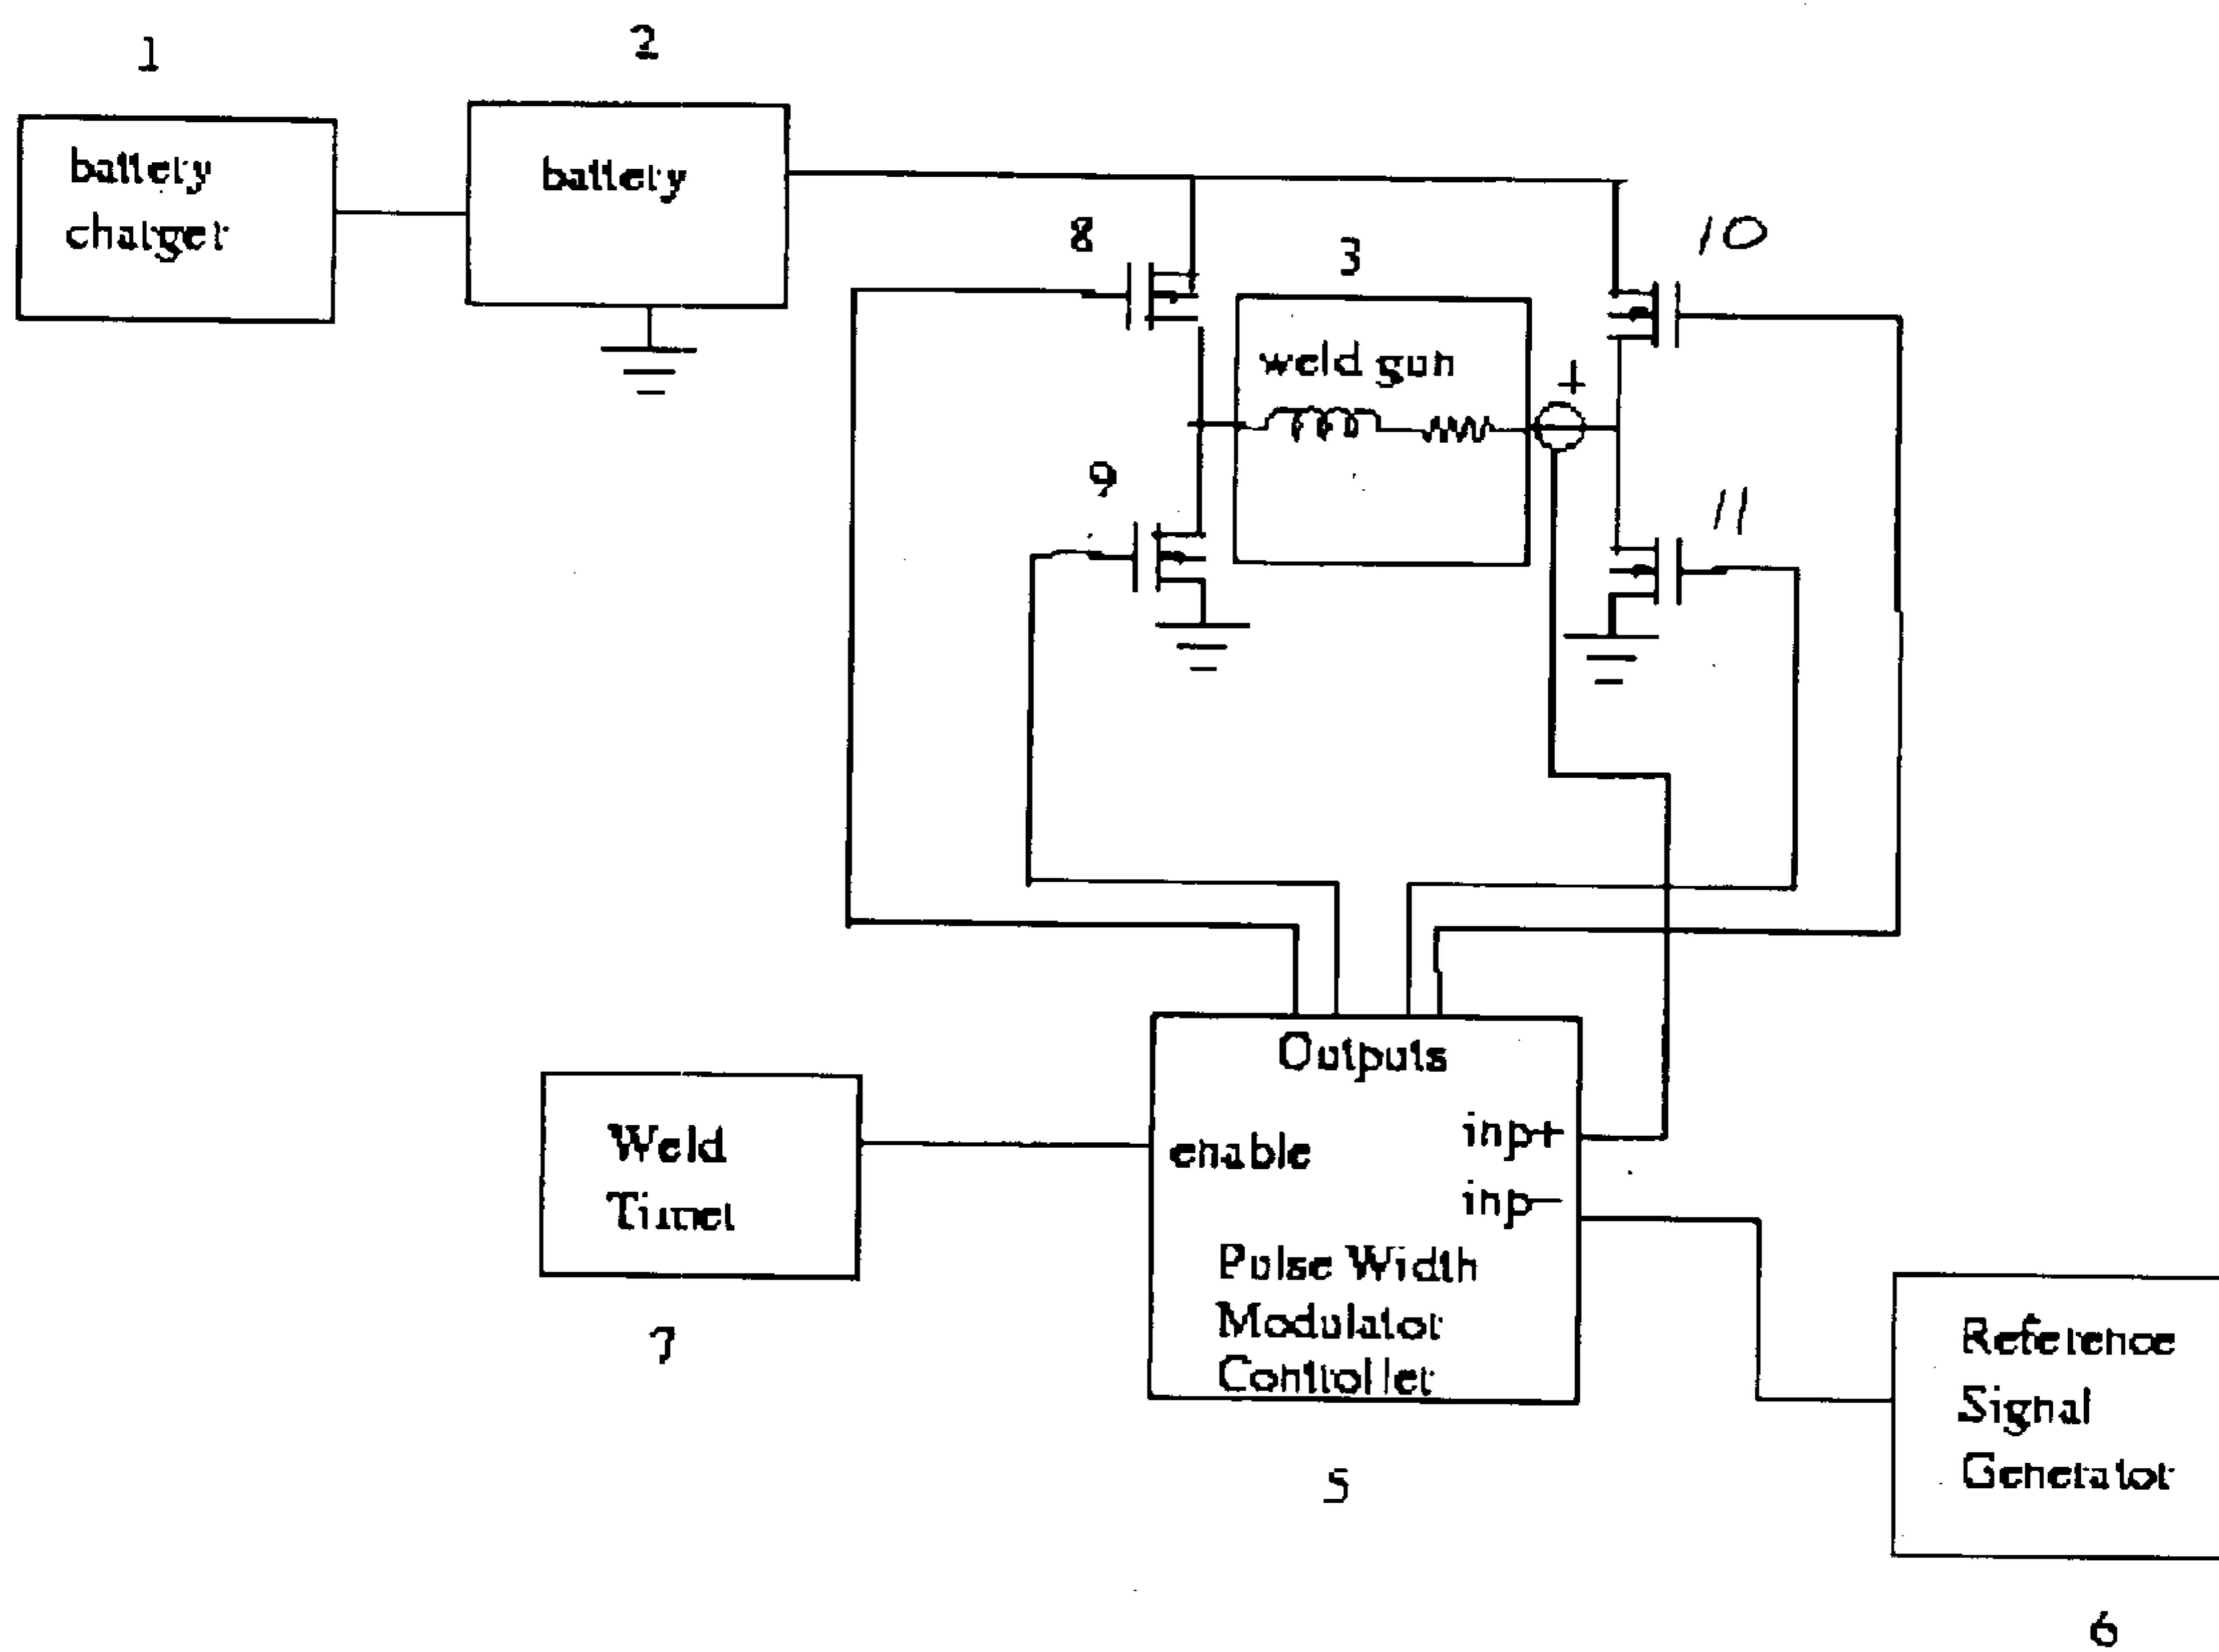 1
2
battery
charger
battery
8
3
10
weld gun
+
9
11
Outputs
Weld
Timer
enable
inp+
inp-
Pulse Width
Modulator
Controller
Reference
Signal
Generator
7
5
6